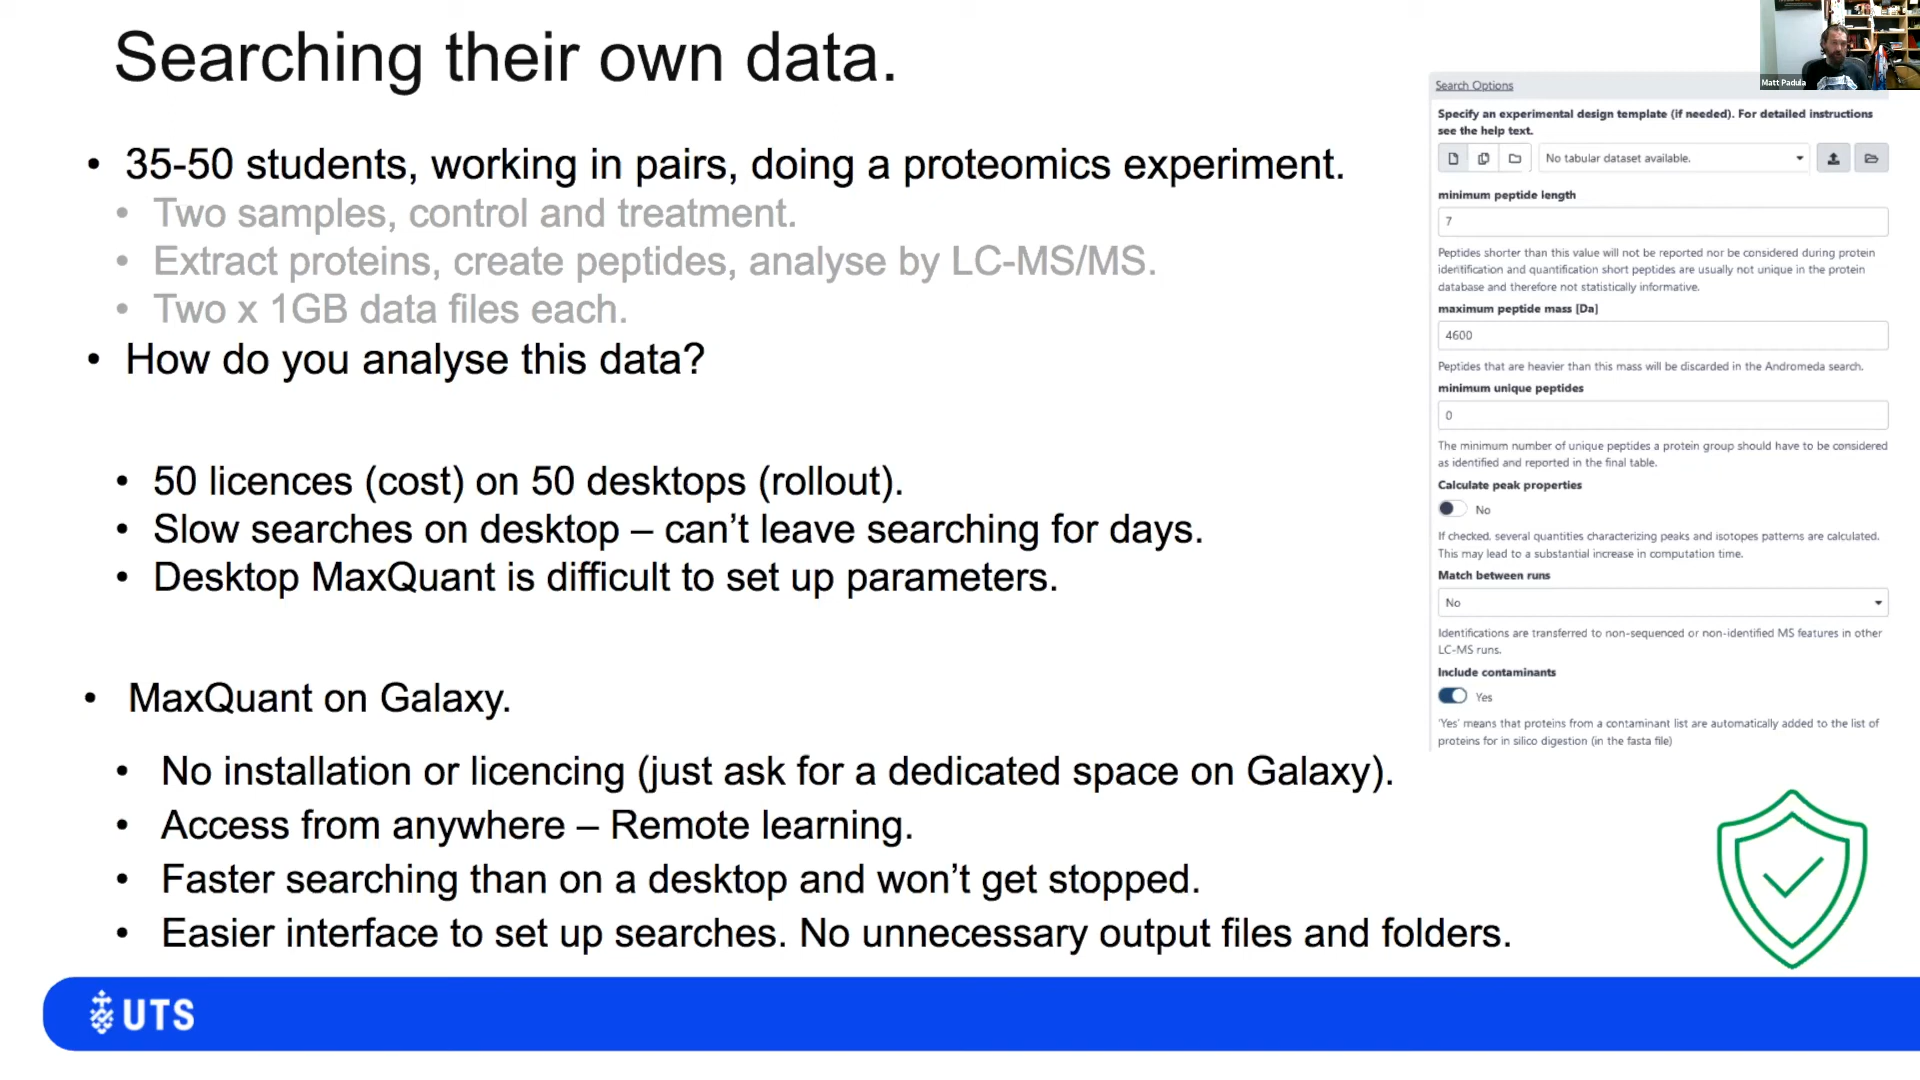 Searching their own data.
• 35-50 students, working in pairs, doing a proteomics experiment.
• Two samples, control and treatment.
• Extract proteins, create peptides, analyse by LC-MS/MS.
• Two x 1GB data files each.
• How do you analyse this data?
• 50 licences (cost) on 50 desktops (rollout).
• Slow searches on desktop – can’t leave searching for days.
• Desktop MaxQuant is difficult to set up parameters.
• MaxQuant on Galaxy.
• No installation or licencing (just ask for a dedicated space on Galaxy).
• Access from anywhere – Remote learning.
• Faster searching than on a desktop and won’t get stopped.
• Easier interface to set up searches. No unnecessary output files and folders.
Matt Padula
Search Options
Specify an experimental design template (if needed). For detailed instructions
see the help text.
No tabular dataset available.
minimum peptide length
7
Peptides shorter than this value will not be reported nor be considered during protein
identification and quantification short peptides are usually not unique in the protein
database and therefore not statistically informative.
maximum peptide mass [Da]
4600
Peptides that are heavier than this mass will be discarded in the Andromeda search.
minimum unique peptides
0
The minimum number of unique peptides a protein group should have to be considered
as identified and reported in the final table.
Calculate peak properties
No
If checked, several quantities characterizing peaks and isotopes patterns are calculated.
This may lead to a substantial increase in computation time.
Match between runs
No
Identifications are transferred to non-sequenced or non-identified MS features in other
LC-MS runs.
Include contaminants
Yes
'Yes' means that proteins from a contaminant list are automatically added to the list of
proteins for in silico digestion (in the fasta file)
UTS